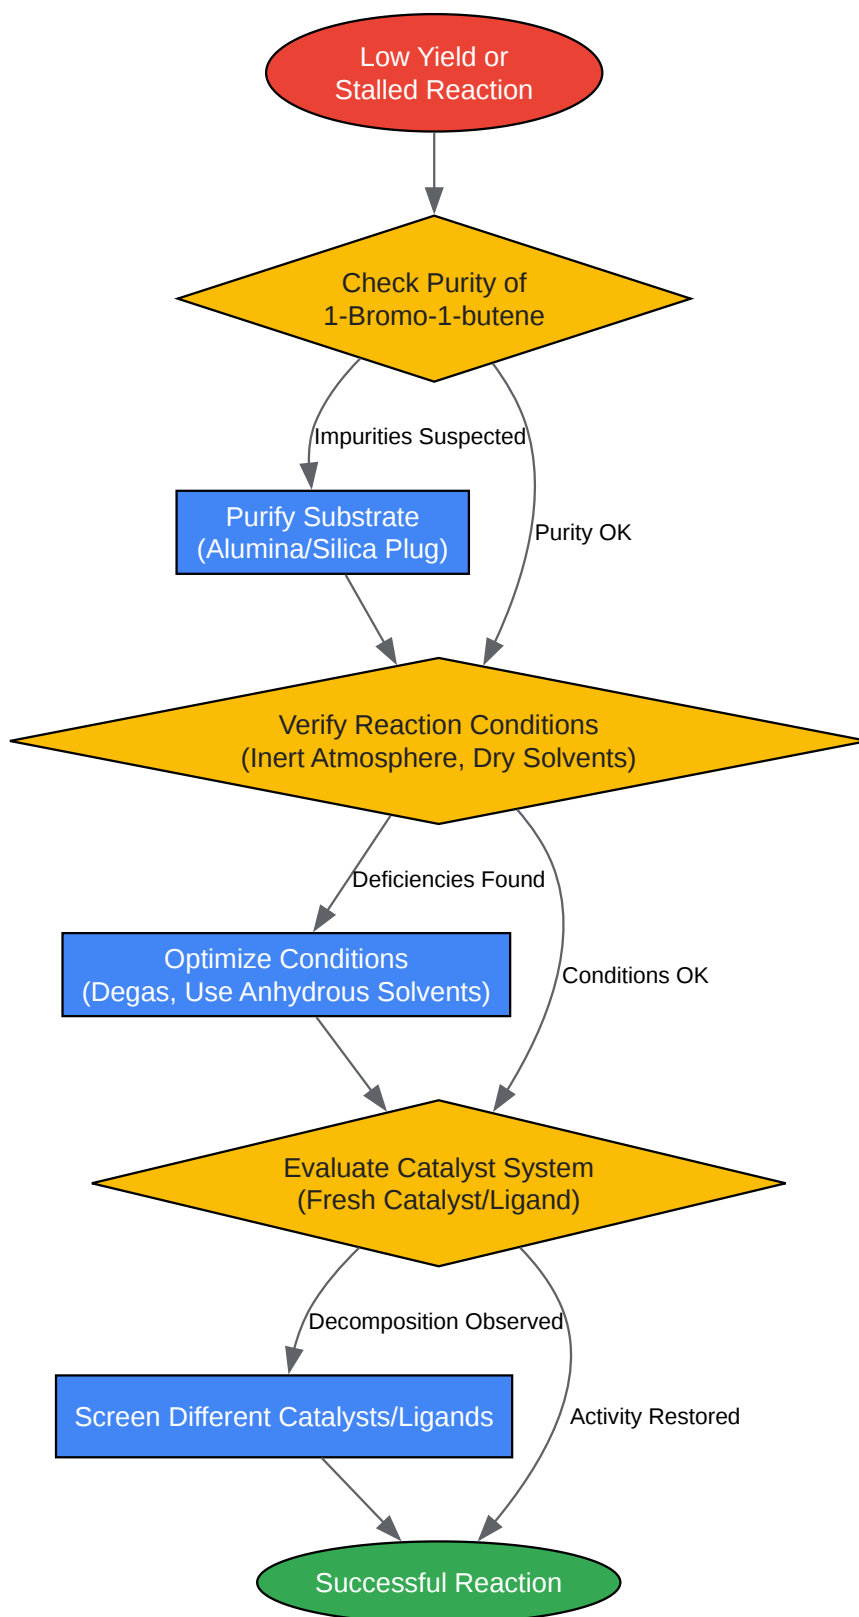 Low Yield or
Stalled Reaction
Check Purity of
1-Bromo-1-butene
Impurities Suspected
Purify Substrate
(Alumina/Silica Plug)
Purity OK
Verify Reaction Conditions
(Inert Atmosphere, Dry Solvents)
Deficiencies Found
Optimize Conditions
(Degas, Use Anhydrous Solvents)
Conditions OK
Evaluate Catalyst System
(Fresh Catalyst/Ligand)
Decomposition Observed
Screen Different Catalysts/Ligands
Activity Restored
Successful Reaction